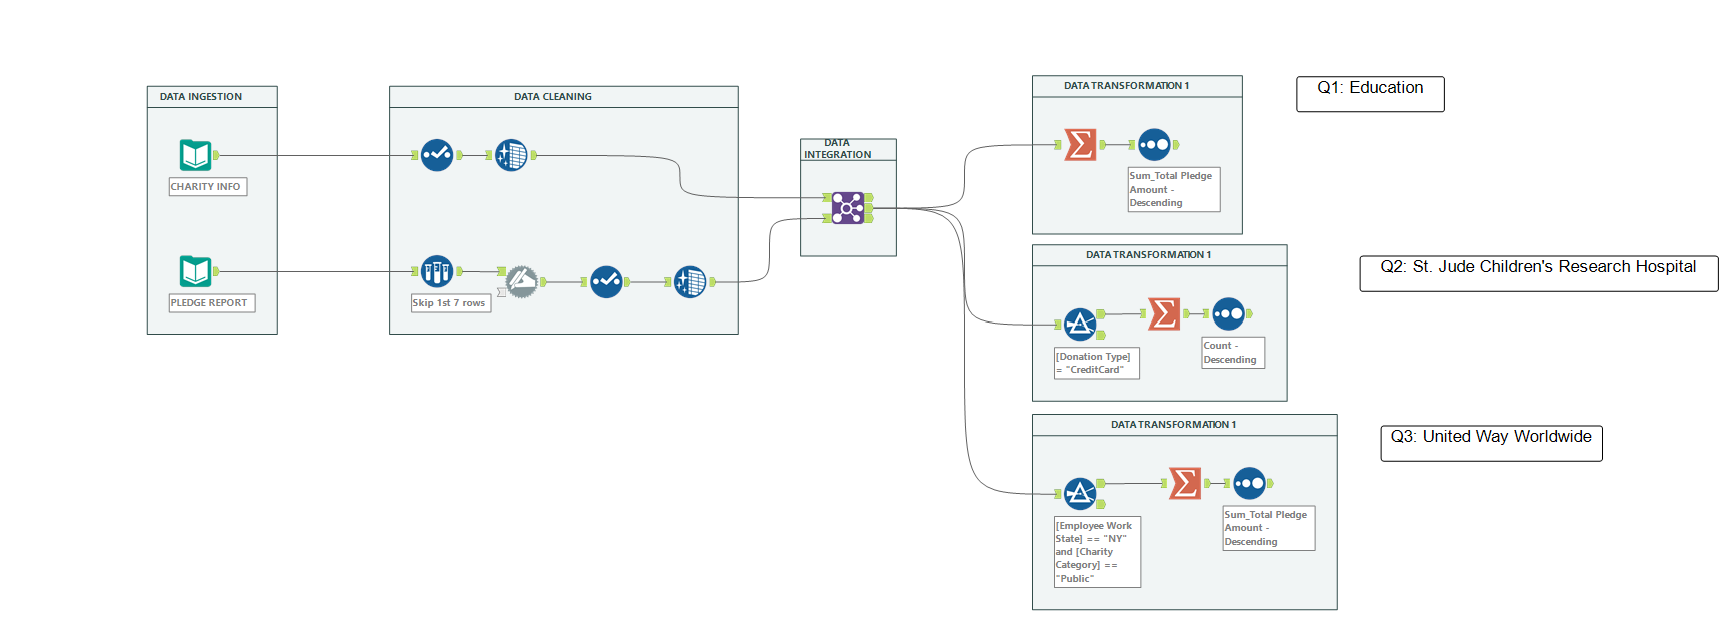 DATA INGESTION
CHARITY INFO
PLEDGE REPORT
DATA CLEANING
Skip 1st 7 rows
DATA
INTEGRATION
DATA TRANSFORMATION 1
Sum_Total Pledge
Amount -
Descending
Q1: Education
DATA TRANSFORMATION 1
[Donation Type]
= "CreditCard"
Count -
Descending
Q2: St. Jude Children's Research Hospital
DATA TRANSFORMATION 1
[Employee Work
State] == "NY"
and [Charity
Category] ==
"Public"
Sum_Total Pledge
Amount -
Descending
Q3: United Way Worldwide